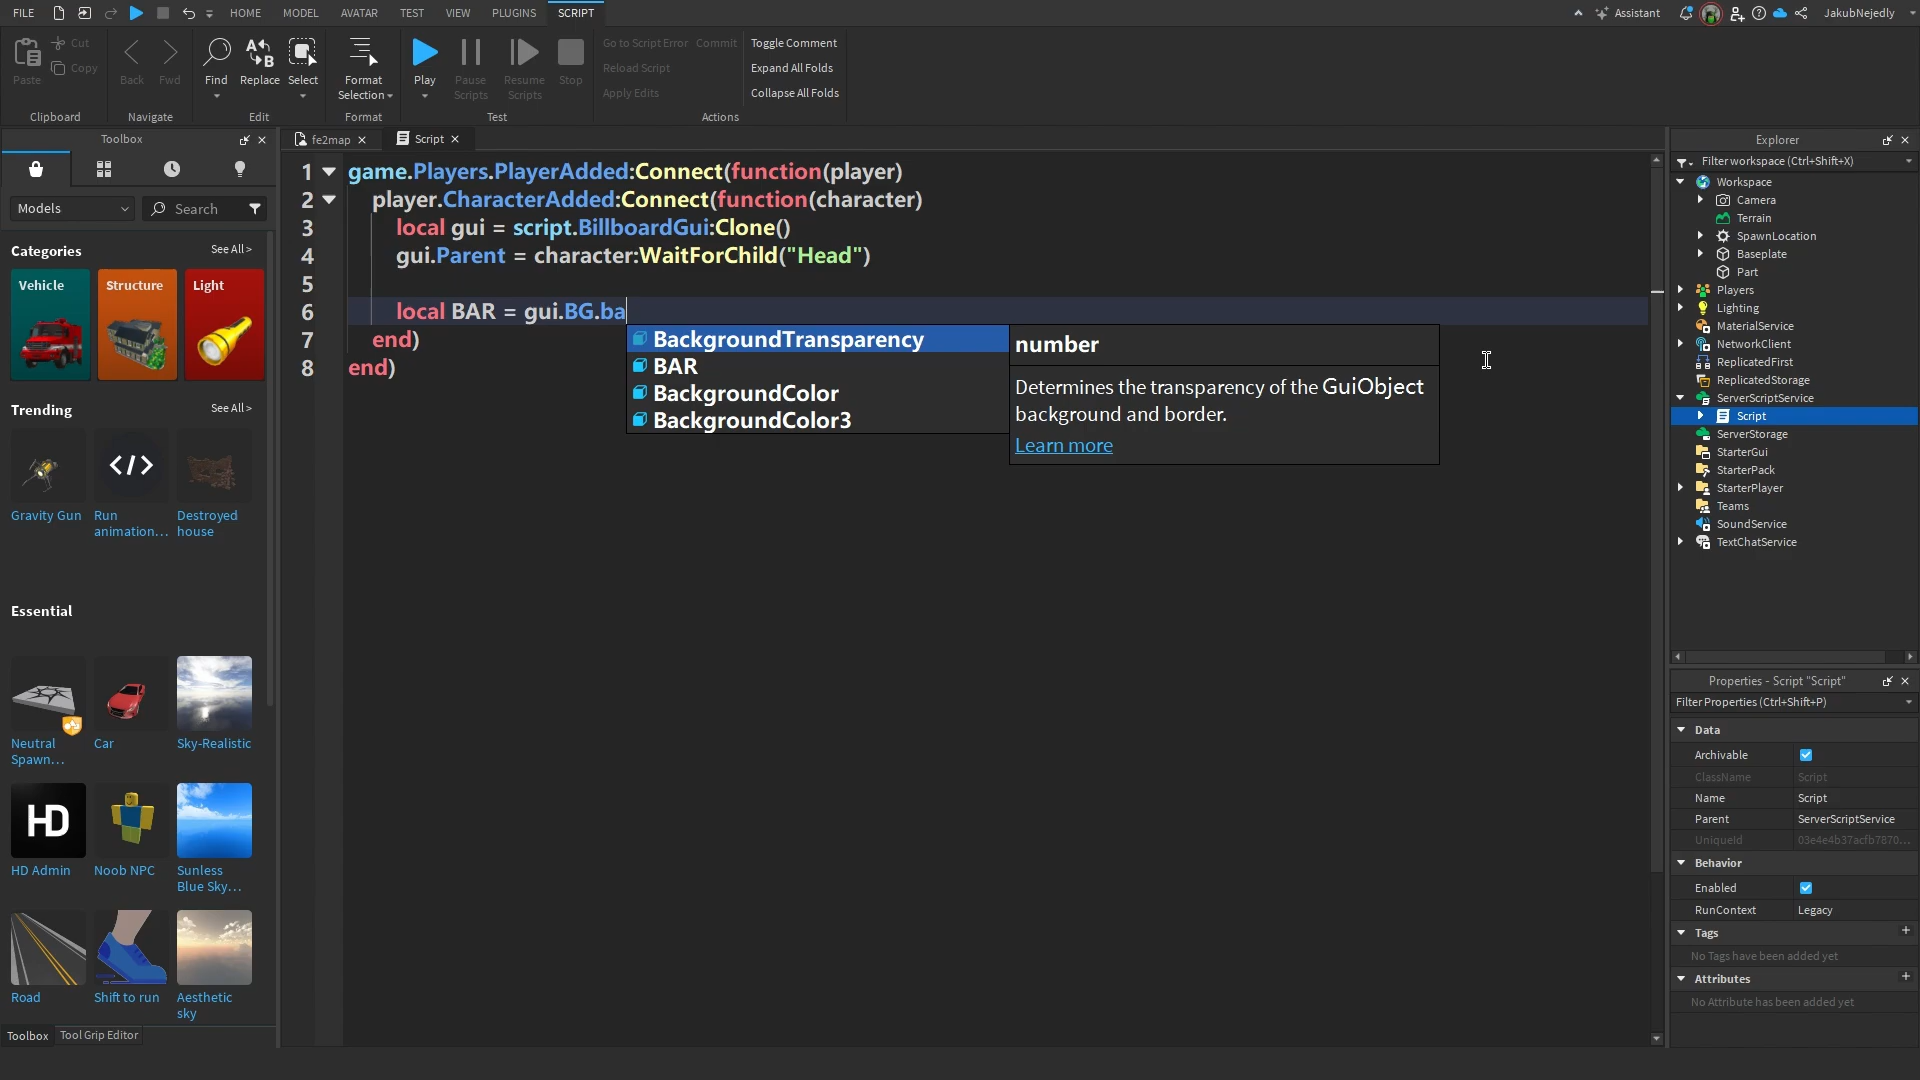 FILE HOME MODEL AVATAR TEST VIEW PLUGINS SCRIPT Assistant JakubNejedly
Paste Cut Copy
Back Fwd
Find Replace Select
Format Selection
Play Pause Scripts Resume Scripts Stop
Go to Script Error Commit
Reload Script
Apply Edits
Toggle Comment
Expand All Folds
Collapse All Folds
Clipboard Navigate Edit Format Test Actions
Toolbox
Models Search
Categories See All >
Vehicle Structure Light
Trending See All >
Gravity Gun Run animation... Destroyed house
Essential
Neutral Spawn... Car Sky-Realistic
HD
HD Admin Noob NPC Sunless Blue Sky...
Road Shift to run Aesthetic sky
Toolbox Tool Grip Editor
fe2map Script
1 game.Players.PlayerAdded:Connect(function(player)
2 player.CharacterAdded:Connect(function(character)
3 local gui = script.BillboardGui:Clone()
4 gui.Parent = character:WaitForChild("Head")
5
6 local BAR = gui.BG.ba
7 end)
8 end)
BackgroundTransparency
BAR
BackgroundColor
BackgroundColor3
number
Determines the transparency of the GuiObject
background and border.
Learn more
Explorer
Filter workspace (Ctrl+Shift+X)
Workspace
Camera
Terrain
SpawnLocation
Baseplate
Part
Players
Lighting
MaterialService
NetworkClient
ReplicatedFirst
ReplicatedStorage
ServerScriptService
Script
ServerStorage
StarterGui
StarterPack
StarterPlayer
Teams
SoundService
TextChatService
Properties - Script "Script"
Filter Properties (Ctrl+Shift+P)
Data
Archivable
ClassName Script
Name Script
Parent ServerScriptService
UniqueId 03e4e4b37acfb7870...
Behavior
Enabled
RunContext Legacy
Tags +
No Tags have been added yet
Attributes +
No Attribute has been added yet